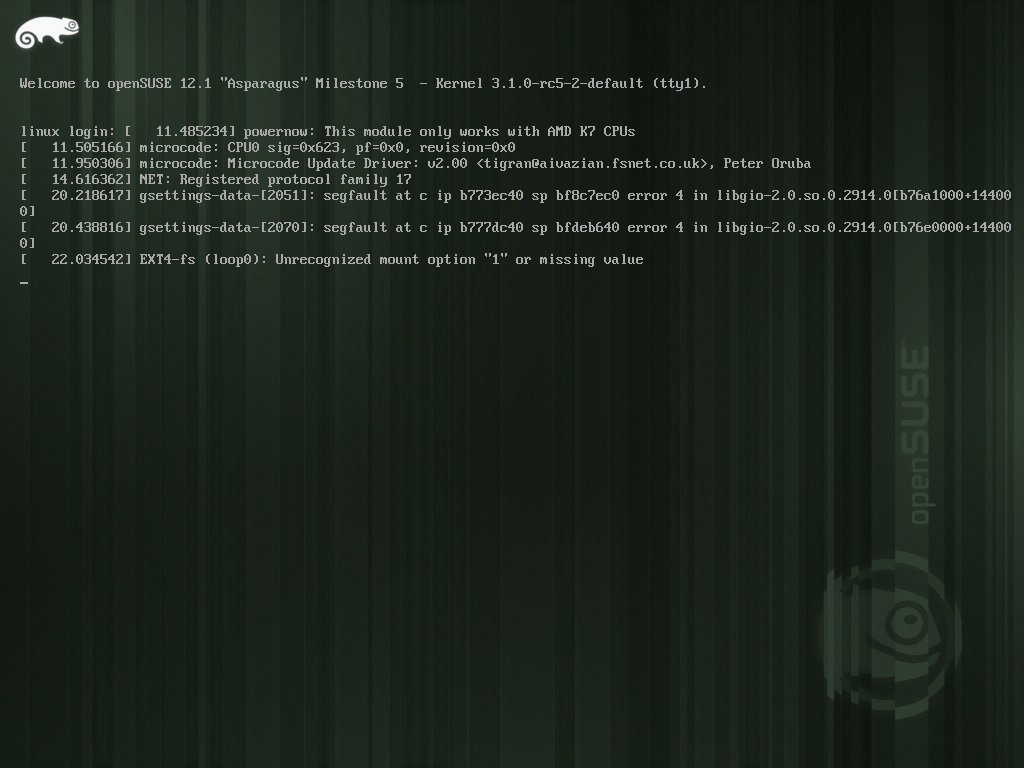 Welcome to openSUSE 12.1 "Asparagus" Milestone 5  - Kernel 3.1.0-rc5-2-default (tty1).
linux login: [   11.485234] powernow: This module only works with AMD K7 CPUs
[   11.505166] microcode: CPU0 sig=0x623, pf=0x0, revision=0x0
[   11.950306] microcode: Microcode Update Driver: v2.00 <tigran@aivazian.fsnet.co.uk>, Peter Oruba
[   14.616362] NET: Registered protocol family 17
[   20.218617] gsettings-data-[2051]: segfault at c ip b773ec40 sp bf8c7ec0 error 4 in libgio-2.0.so.0.2914.0[b76a1000+14400
0]
[   20.438816] gsettings-data-[2070]: segfault at c ip b777dc40 sp bfdeb640 error 4 in libgio-2.0.so.0.2914.0[b76e0000+14400
0]
[   22.034542] EXT4-fs (loop0): Unrecognized mount option "1" or missing value
_
openSUSE